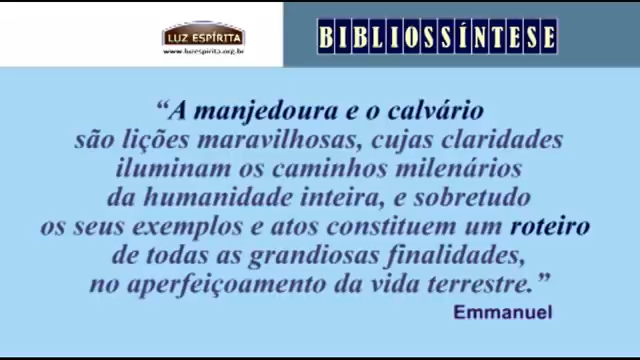 LUZ ESPÍRITA
www.luzespirita.org.br
BIBLIOSSÍNTESE
“A manjedoura e o calvário
são lições maravilhosas, cujas claridades
iluminam os caminhos milenários
da humanidade inteira, e sobretudo
os seus exemplos e atos constituem um roteiro
de todas as grandiosas finalidades,
no aperfeiçoamento da vida terrestre.”
Emmanuel